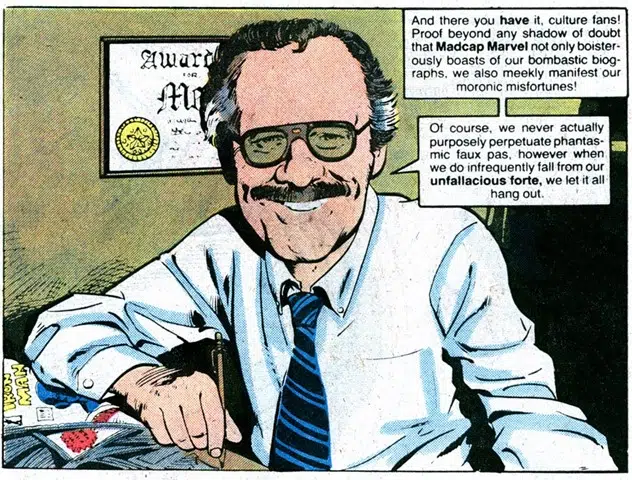 And there you have it, culture fans!
Proof beyond any shadow of doubt
that Madcap Marvel not only boister-
ously boasts of our bombastic biog-
raphs, we also meekly manifest our
moronic misfortunes!
Of course, we never actually
purposely perpetuate phantas-
mic faux pas, however when
we do infrequently fall from our
unfallacious forte, we let it all
hang out.
Award
FOR
IRON
MAN